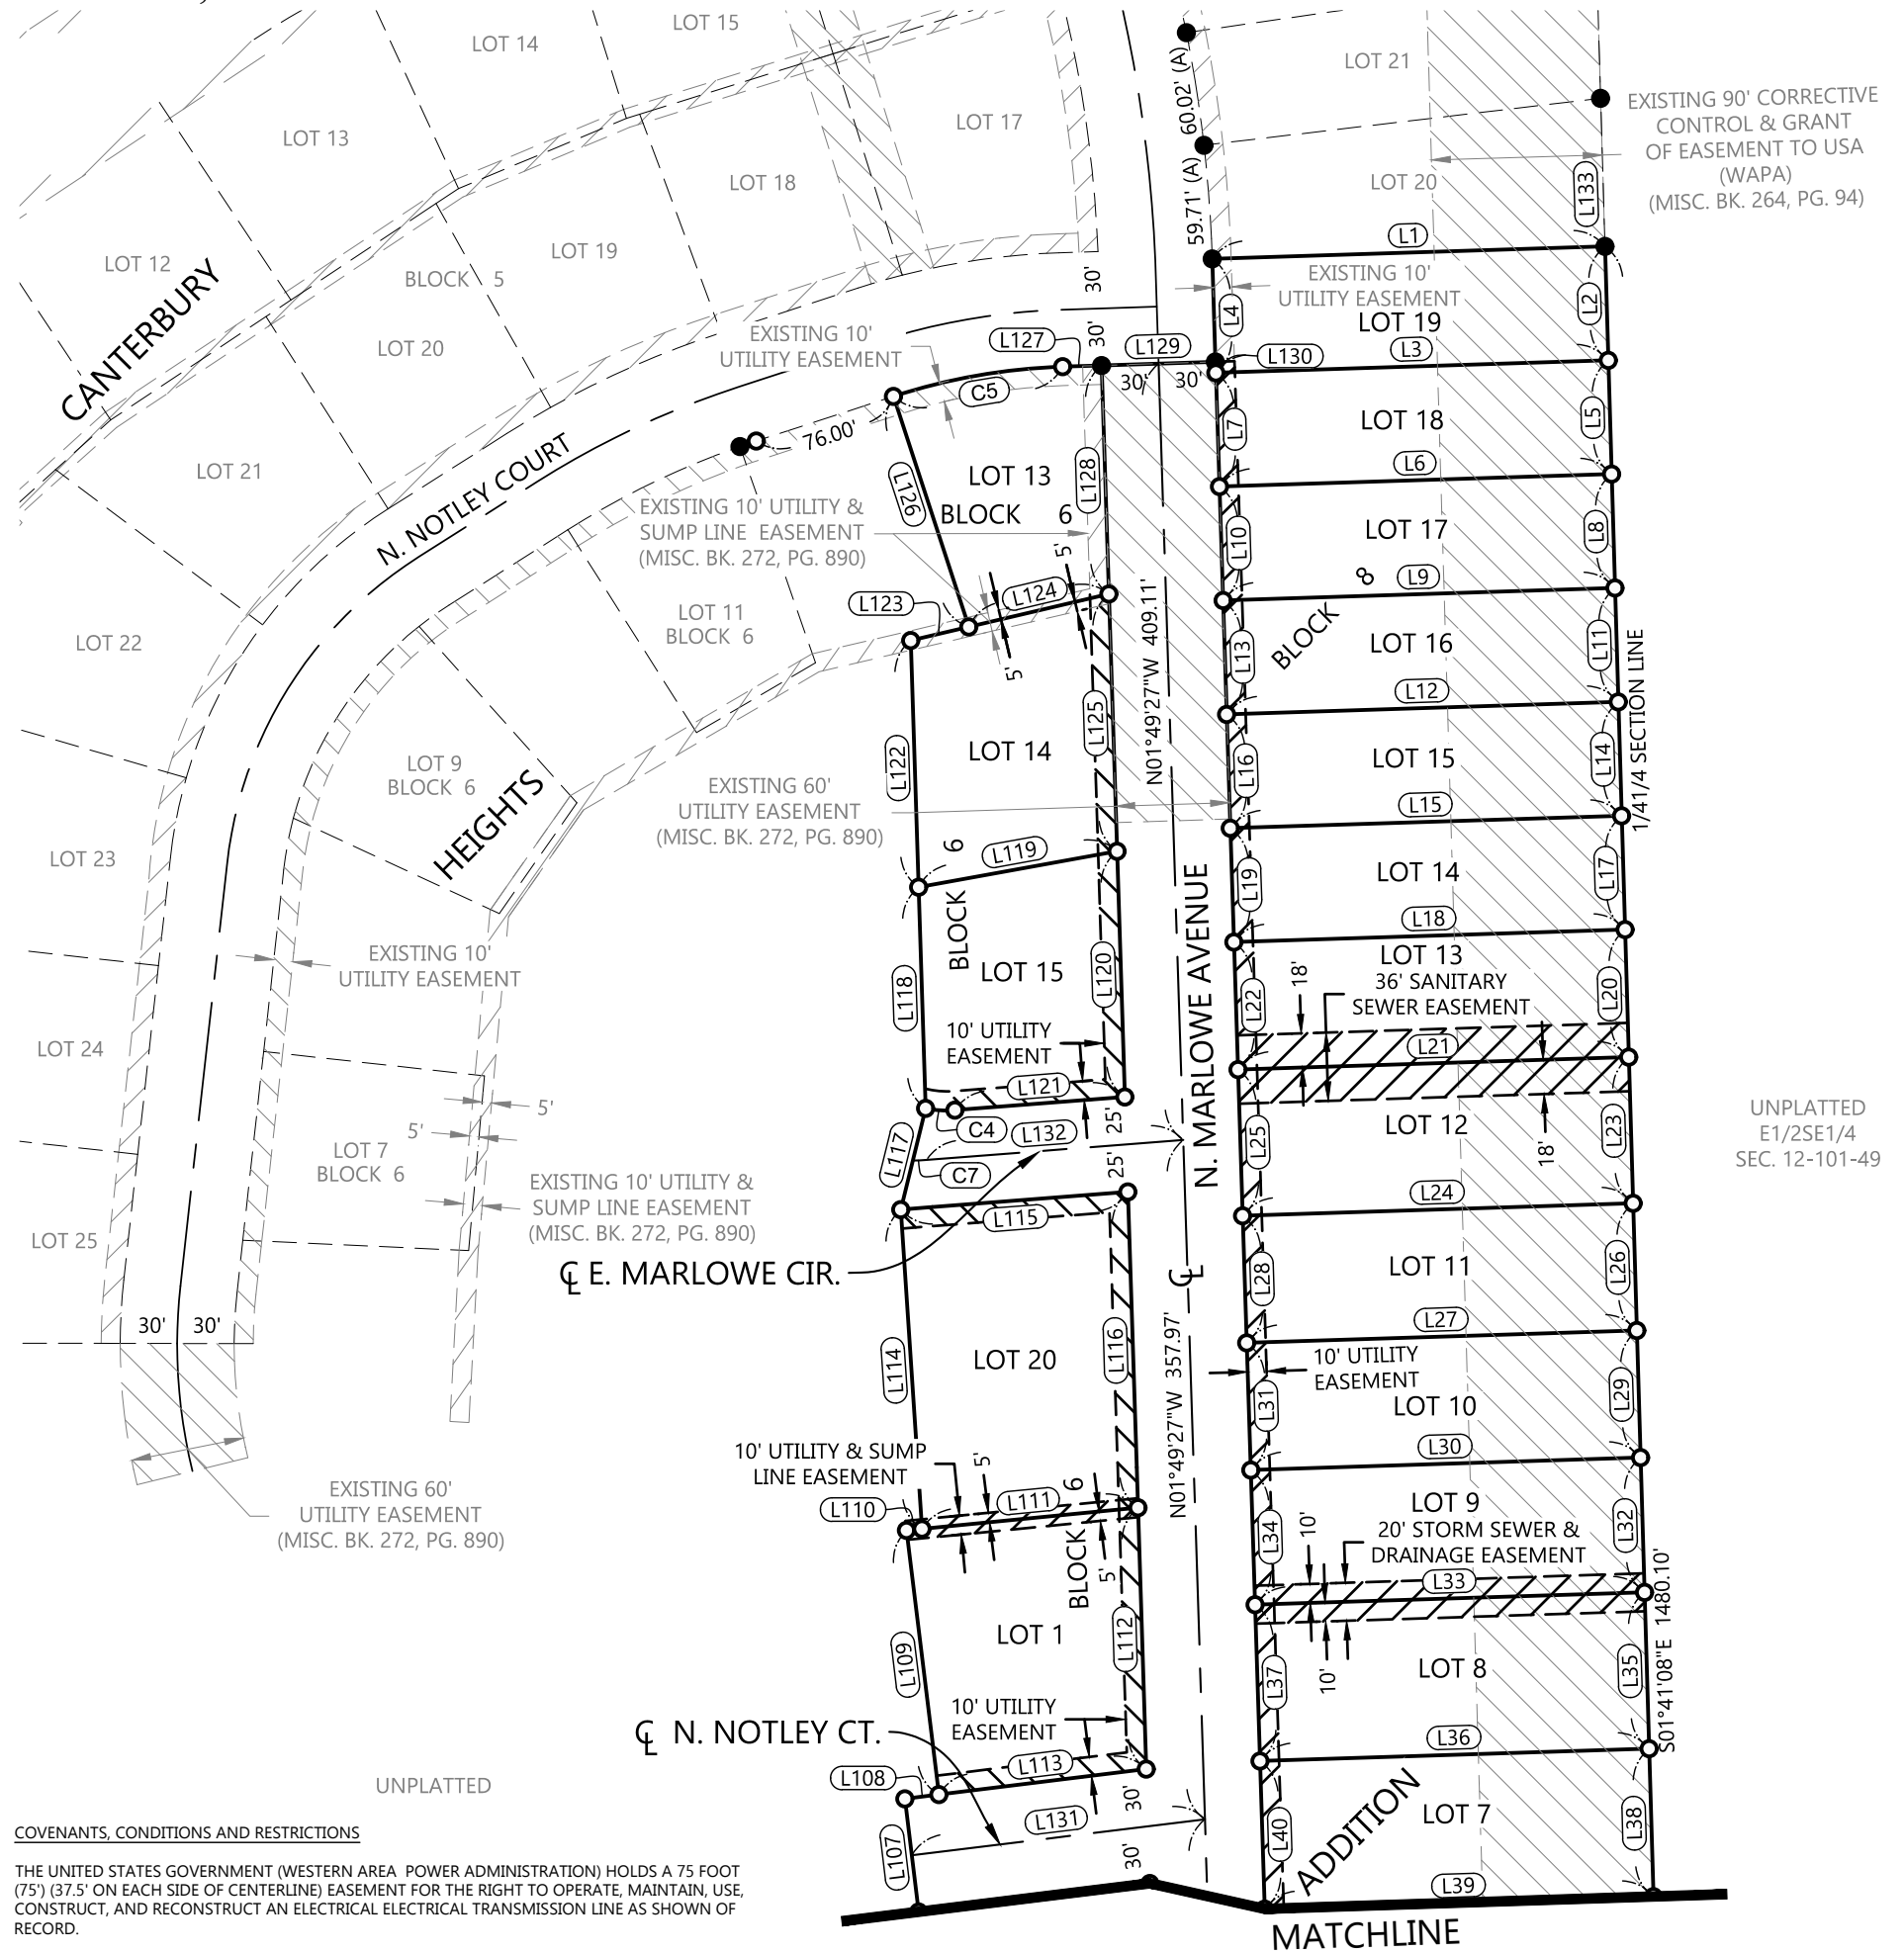 LOT 15
LOT 14
LOT 13
LOT 12
LOT 17
LOT 18
LOT 19
BLOCK 5
LOT 20
LOT 21
LOT 22
LOT 23
LOT 24
LOT 25
CANTERBURY
HEIGHTS
N. NOTLEY COURT
60.02' (A)
59.71' (A)
LOT 21
LOT 20
L133
EXISTING 90' CORRECTIVE
CONTROL & GRANT
OF EASEMENT TO USA
(WAPA)
(MISC. BK. 264, PG. 94)
L1
EXISTING 10'
UTILITY EASEMENT
L4
L2
LOT 19
L3
30'
30'
L127
L129
L130
30'
30'
EXISTING 10'
UTILITY EASEMENT
C5
76.00'
L126
LOT 13
BLOCK 6
L128
EXISTING 10' UTILITY &
SUMP LINE EASEMENT
(MISC. BK. 272, PG. 890)
5'
L124
L123
5'
LOT 11
BLOCK 6
LOT 9
BLOCK 6
LOT 18
L7
L5
L6
LOT 17
L10
L8
L9
BLOCK 8
LOT 16
L13
L11
L12
LOT 15
L16
L14
L15
1/41/4 SECTION LINE
N01°49'27"W 409.11'
L122
LOT 14
L125
EXISTING 60'
UTILITY EASEMENT
(MISC. BK. 272, PG. 890)
L119
BLOCK 6
LOT 15
L118
L120
10' UTILITY
EASEMENT
L121
N. MARLOWE AVENUE
LOT 14
L19
L17
L18
LOT 13
36' SANITARY
SEWER EASEMENT
18'
L22
L20
L21
18'
LOT 12
L25
L23
L24
UNPLATTED
E1/2SE1/4
SEC. 12-101-49
EXISTING 10'
UTILITY EASEMENT
5'
5'
LOT 7
BLOCK 6
EXISTING 10' UTILITY &
SUMP LINE EASEMENT
(MISC. BK. 272, PG. 890)
25'
C4
L132
L117
25'
C7
L115
℄ E. MARLOWE CIR.
℄
30'
30'
EXISTING 60'
UTILITY EASEMENT
(MISC. BK. 272, PG. 890)
L114
LOT 20
L116
N01°49'27"W 357.97'
LOT 11
L28
L26
L27
10' UTILITY
EASEMENT
L31
L29
LOT 10
L30
LOT 9
20' STORM SEWER &
DRAINAGE EASEMENT
10'
L34
L32
L33
10'
LOT 8
L37
L35
S01°41'08"E 1480.10'
L36
LOT 7
L40
L38
ADDITION
L39
10' UTILITY & SUMP
LINE EASEMENT
5'
L110
L111
BLOCK 6
5'
LOT 1
L109
L112
10' UTILITY
EASEMENT
℄ N. NOTLEY CT.
L108
L113
30'
L131
L107
30'
MATCHLINE
UNPLATTED
COVENANTS, CONDITIONS AND RESTRICTIONS
THE UNITED STATES GOVERNMENT (WESTERN AREA POWER ADMINISTRATION) HOLDS A 75 FOOT
(75') (37.5' ON EACH SIDE OF CENTERLINE) EASEMENT FOR THE RIGHT TO OPERATE, MAINTAIN, USE,
CONSTRUCT, AND RECONSTRUCT AN ELECTRICAL ELECTRICAL TRANSMISSION LINE AS SHOWN OF
RECORD.